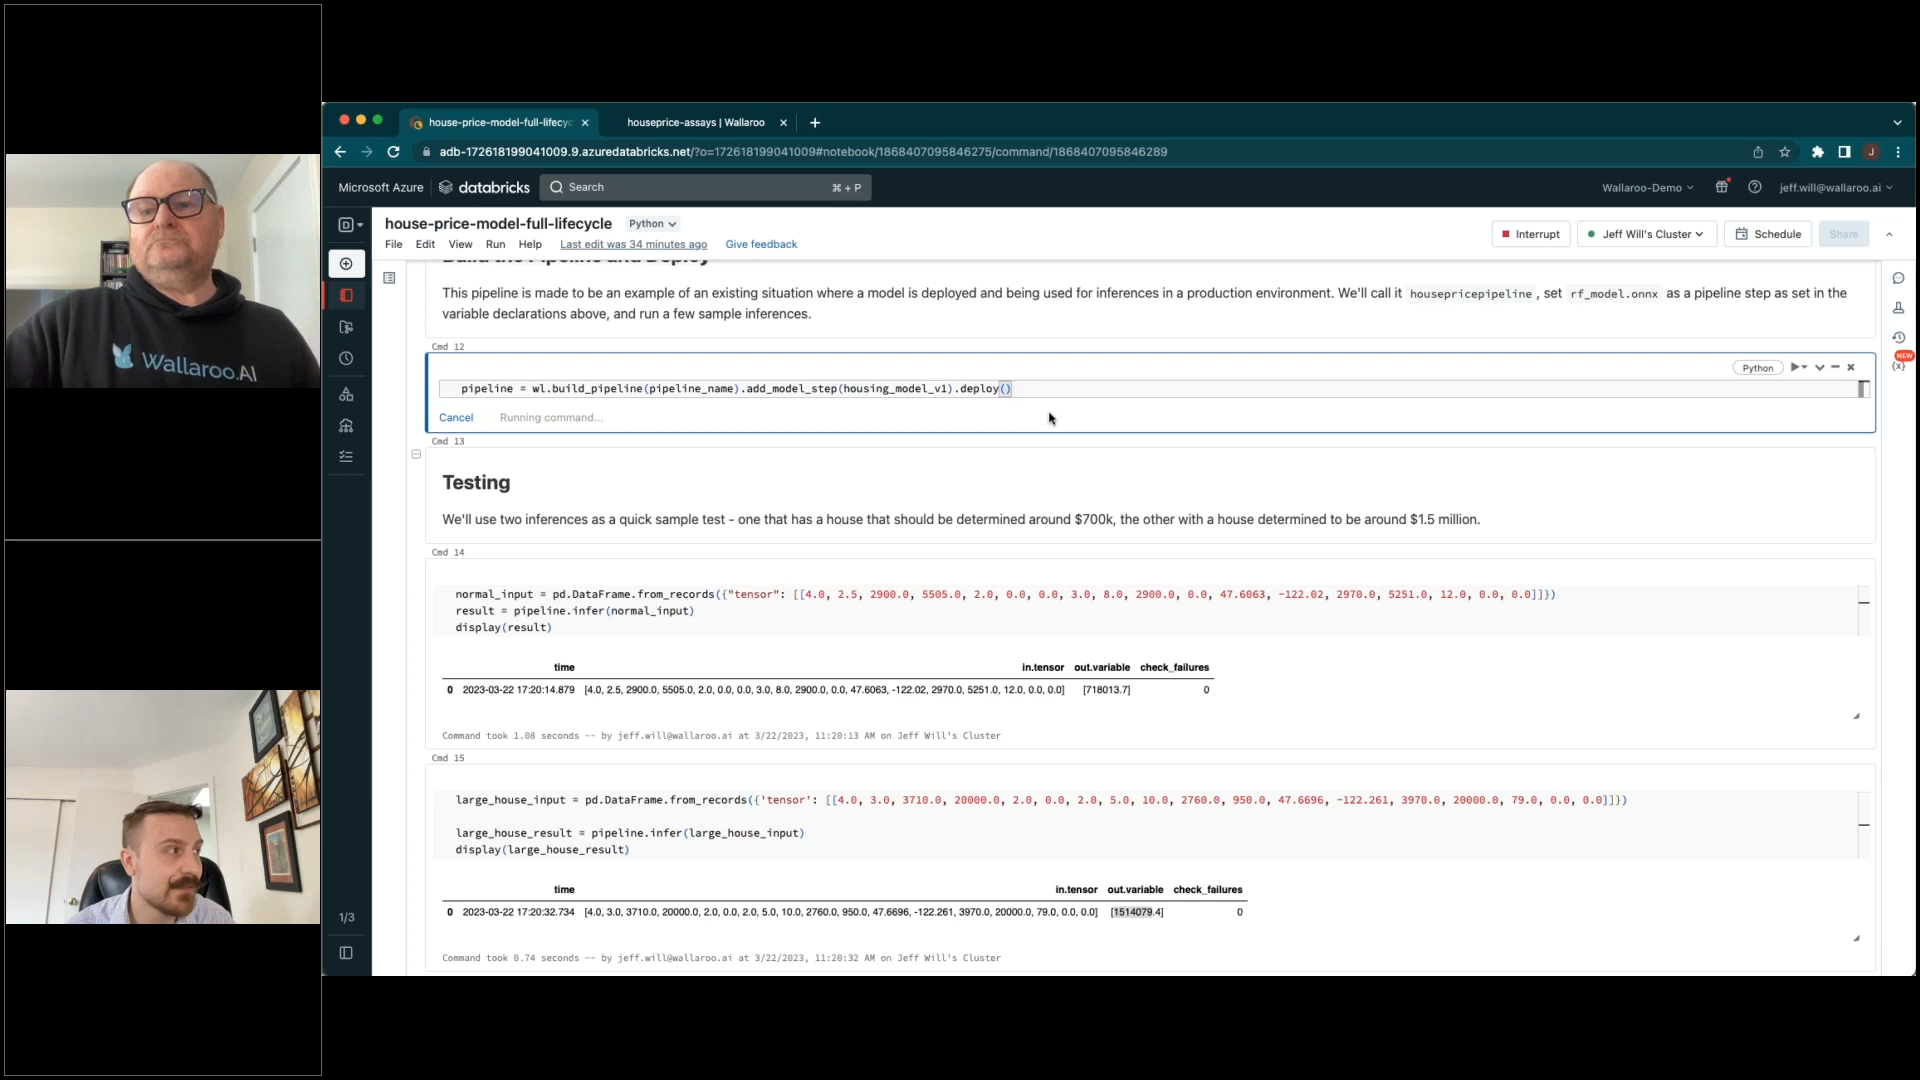 Wallaroo.AI
house-price-model-full-lifecyc
houseprice-assays | Wallaroo
adb-172618199041009.9.azuredatabricks.net/?o=172618199041009#notebook/1868407095846275/command/1868407095846289
J
Microsoft Azure
databricks
Search
⌘ + P
Wallaroo-Demo
jeff.will@wallaroo.ai
D
house-price-model-full-lifecycle
Python
File Edit View Run Help Last edit was 34 minutes ago Give feedback
Interrupt
Jeff Will's Cluster
Schedule
Share
NEW
Build the Pipeline and Deploy
This pipeline is made to be an example of an existing situation where a model is deployed and being used for inferences in a production environment. We'll call it housepricepipeline , set rf_model.onnx as a pipeline step as set in the
variable declarations above, and run a few sample inferences.
Cmd 12
Python
pipeline = wl.build_pipeline(pipeline_name).add_model_step(housing_model_v1).deploy()
Cancel Running command...
Cmd 13
Testing
We'll use two inferences as a quick sample test - one that has a house that should be determined around $700k, the other with a house determined to be around $1.5 million.
Cmd 14
normal_input = pd.DataFrame.from_records({"tensor": [[4.0, 2.5, 2900.0, 5505.0, 2.0, 0.0, 0.0, 3.0, 8.0, 2900.0, 0.0, 47.6063, -122.02, 2970.0, 5251.0, 12.0, 0.0, 0.0]]})
result = pipeline.infer(normal_input)
display(result)
time in.tensor out.variable check_failures
0 2023-03-22 17:20:14.879 [4.0, 2.5, 2900.0, 5505.0, 2.0, 0.0, 0.0, 3.0, 8.0, 2900.0, 0.0, 47.6063, -122.02, 2970.0, 5251.0, 12.0, 0.0, 0.0] [718013.7] 0
Command took 1.08 seconds -- by jeff.will@wallaroo.ai at 3/22/2023, 11:20:13 AM on Jeff Will's Cluster
Cmd 15
large_house_input = pd.DataFrame.from_records({'tensor': [[4.0, 3.0, 3710.0, 20000.0, 2.0, 0.0, 2.0, 5.0, 10.0, 2760.0, 950.0, 47.6696, -122.261, 3970.0, 20000.0, 79.0, 0.0, 0.0]]})
large_house_result = pipeline.infer(large_house_input)
display(large_house_result)
time in.tensor out.variable check_failures
0 2023-03-22 17:20:32.734 [4.0, 3.0, 3710.0, 20000.0, 2.0, 0.0, 2.0, 5.0, 10.0, 2760.0, 950.0, 47.6696, -122.261, 3970.0, 20000.0, 79.0, 0.0, 0.0] [1514079.4] 0
Command took 0.74 seconds -- by jeff.will@wallaroo.ai at 3/22/2023, 11:20:32 AM on Jeff Will's Cluster
1/3